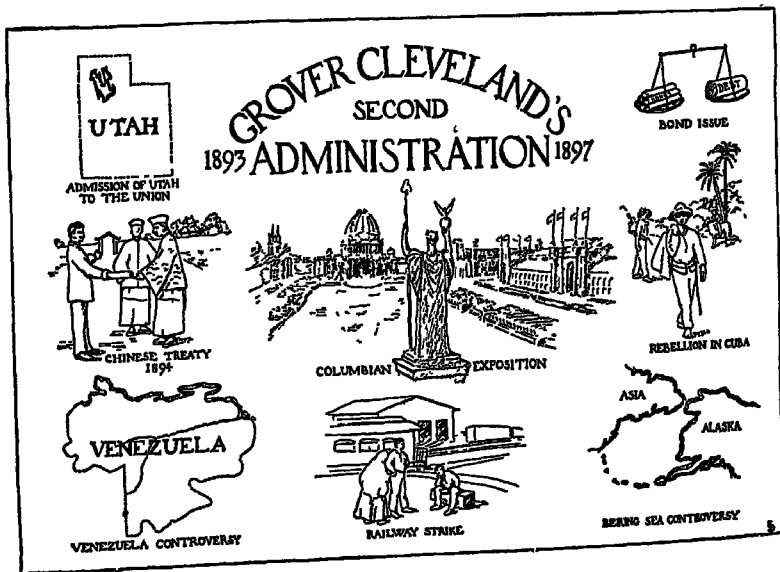 GROVER CLEVELAND'S
SECOND
1893 ADMINISTRATION 1897
UTAH
ADMISSION OF UTAH
TO THE UNION
DEBT
BOND ISSUE
CHINESE TREATY
1894
COLUMBIAN EXPOSITION
REBELLION IN CUBA
VENEZUELA
VENEZUELA CONTROVERSY
RAILWAY STRIKE
ASIA
ALASKA
BERING SEA CONTROVERSY